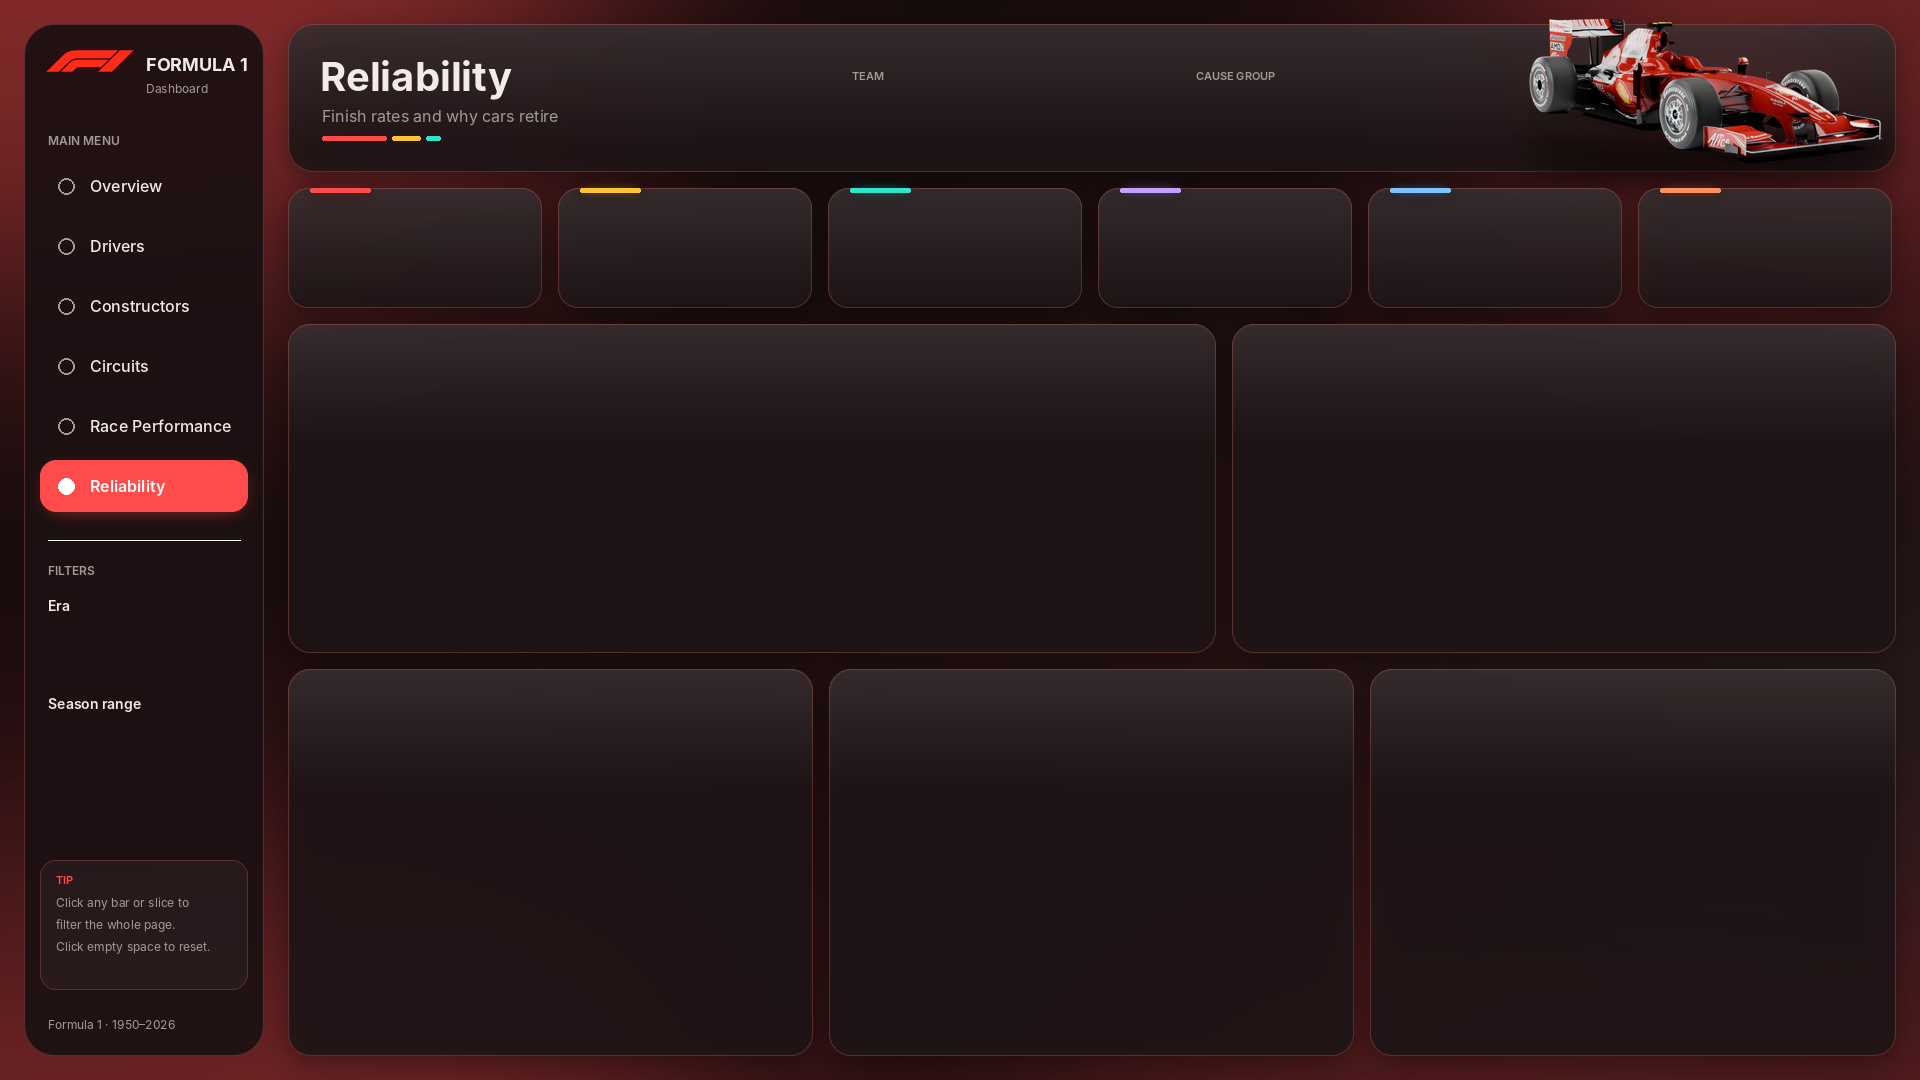 FORMULA 1
Dashboard
MAIN MENU
Overview
Drivers
Constructors
Circuits
Race Performance
Reliability
FILTERS
Era
Season range
TIP
Click any bar or slice to
filter the whole page.
Click empty space to reset.
Formula 1 · 1950–2026
Reliability
Finish rates and why cars retire
TEAM
CAUSE GROUP